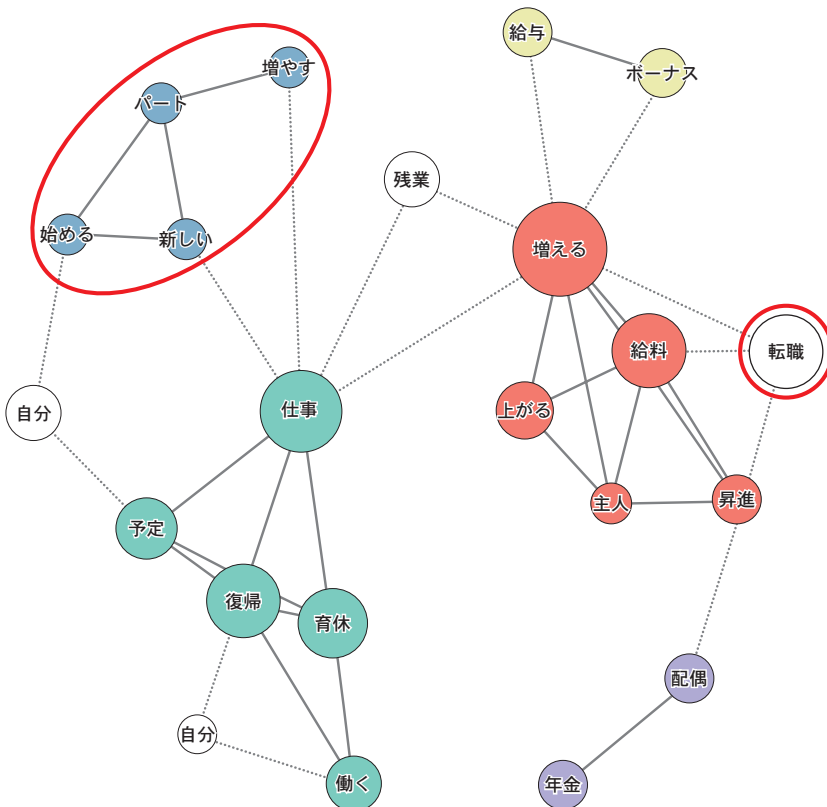 給与
増やす
ボーナス
パート
残業
始める
新しい
増える
給料
転職
仕事
上がる
自分
主人
昇進
予定
復帰
育休
配偶
自分
働く
年金